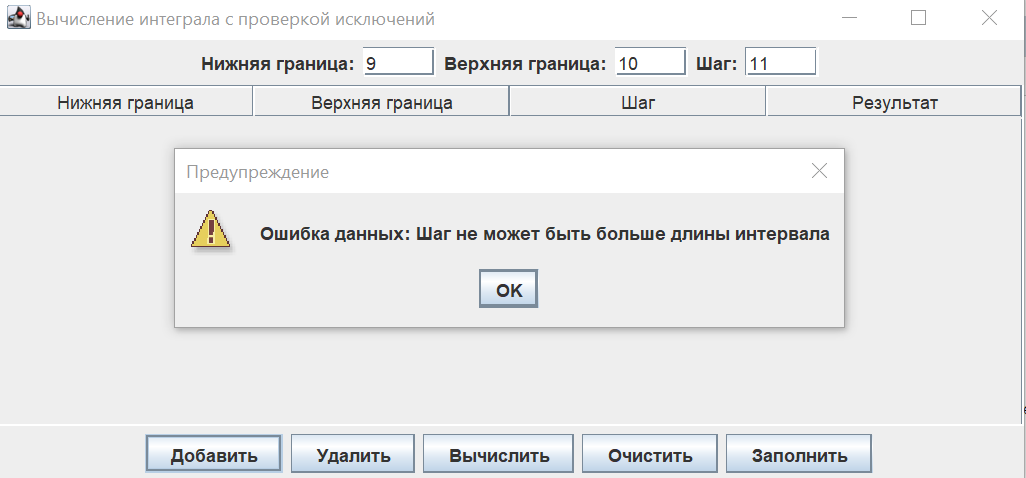 Вычисление интеграла с проверкой исключений
Нижняя граница: 9 Верхняя граница: 10 Шаг: 11
Нижняя граница Верхняя граница Шаг Результат
Предупреждение
Ошибка данных: Шаг не может быть больше длины интервала
OK
Добавить Удалить Вычислить Очистить Заполнить